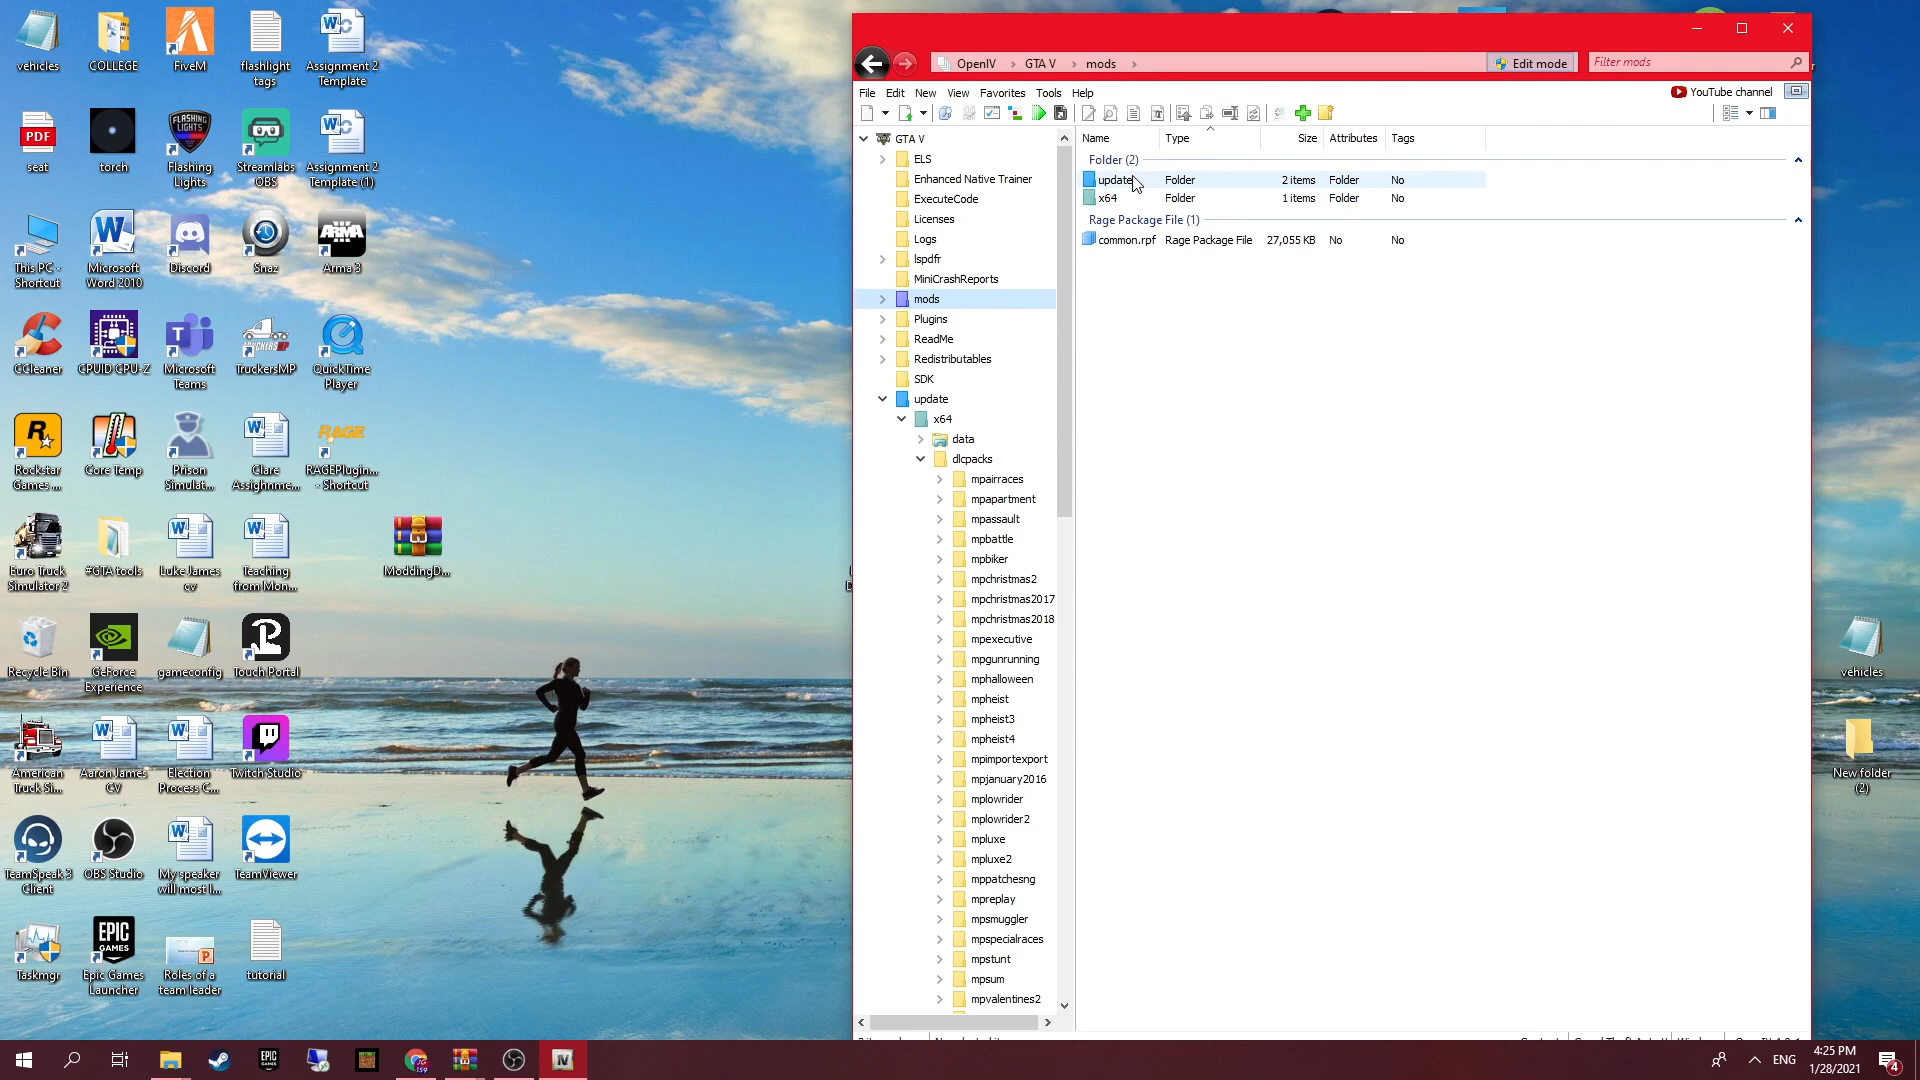 vehicles
COLLEGE
FiveM
flashlight
tags
Assignment 2
Template
PDF
seat
torch
FLASHING
LIGHTS
Flashing
Lights
Streamlabs
OBS
Assignment 2
Template (1)
This PC -
Shortcut
Microsoft
Word 2010
Discord
Snaz
ARMA
Arma 3
CCleaner
CPUID CPU-Z
Microsoft
Teams
TRUCKERSMP
TruckersMP
QuickTime
Player
Rockstar
Games ...
Core Temp
Prison
Simulat...
Clare
Assighnme...
RAGE
RAGEPlugin...
- Shortcut
Euro Truck
Simulator 2
#GTA tools
Luke James
cv
Teaching
from Mon...
ModdingD...
Recycle Bin
GeForce
Experience
gameconfig
Touch Portal
American
Truck Si...
Aaron James
CV
Election
Process C...
Twitch Studio
TeamSpeak 3
Client
OBS Studio
My speaker
will most l...
TeamViewer
Taskmgr
EPIC
GAMES
Epic Games
Launcher
Roles of a
team leader
tutorial
OpenIV
GTA V
mods
Edit mode
Filter mods
File Edit New View Favorites Tools Help
YouTube channel
GTA V
ELS
Enhanced Native Trainer
ExecuteCode
Licenses
Logs
lspdfr
MiniCrashReports
mods
Plugins
ReadMe
Redistributables
SDK
update
x64
data
dlcpacks
mpairraces
mpapartment
mpassault
mpbattle
mpbiker
mpchristmas2
mpchristmas2017
mpchristmas2018
mpexecutive
mpgunrunning
mphalloween
mpheist
mpheist3
mpheist4
mpimportexport
mpjanuary2016
mplowrider
mplowrider2
mpluxe
mpluxe2
mppatchesng
mpreplay
mpsmuggler
mpspecialraces
mpstunt
mpsum
mpvalentines2
Name Type Size Attributes Tags
Folder (2)
update Folder 2 items Folder No
x64 Folder 1 items Folder No
Rage Package File (1)
common.rpf Rage Package File 27,055 KB No No
vehicles
New folder
(2)
ENG
4:25 PM
1/28/2021
4